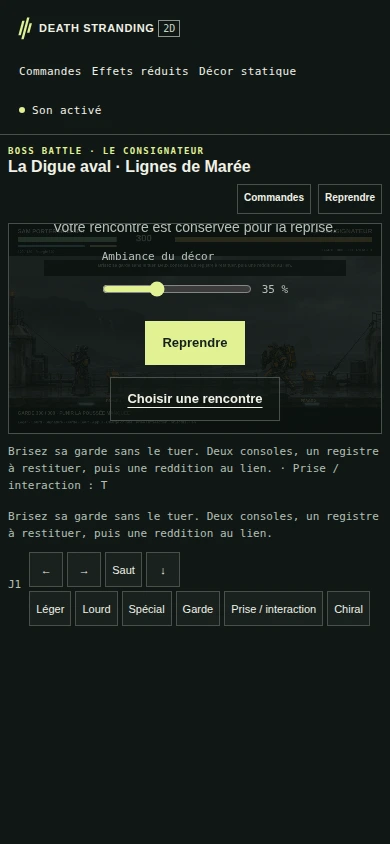 DEATH STRANDING 2D
Commandes Effets réduits Décor statique
Son activé
BOSS BATTLE · LE CONSIGNATEUR
La Digue aval · Lignes de Marée
Commandes Reprendre
Votre rencontre est conservée pour la reprise.
300
Ambiance du décor
35 %
Reprendre
Choisir une rencontre
Brisez sa garde sans le tuer. Deux consoles, un registre
à restituer, puis une reddition au lien. · Prise /
interaction : T
Brisez sa garde sans le tuer. Deux consoles, un registre
à restituer, puis une reddition au lien.
J1
← → Saut ↓
Léger Lourd Spécial Garde Prise / interaction Chiral